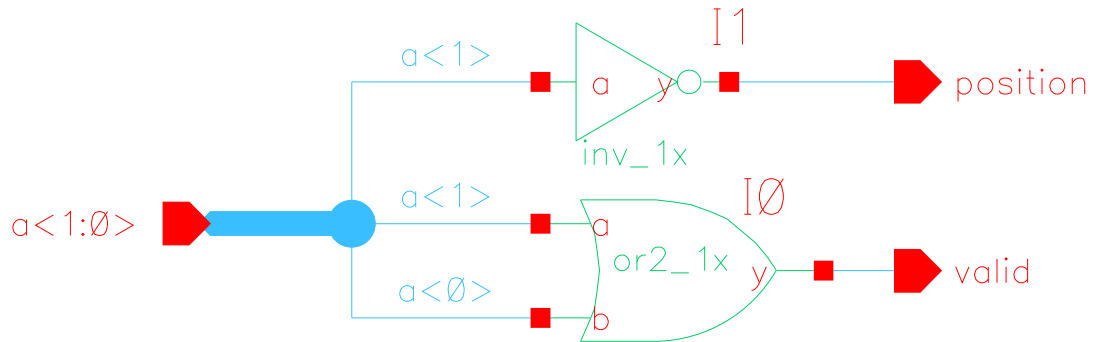 I1
a<1>
a
y
position
inv_1x
a<1>
I0
a<1:0>
a
or2_1x
y
valid
a<0>
b